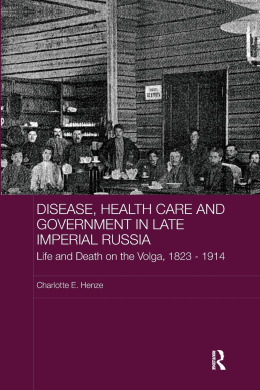 DISEASE, HEALTH CARE AND
GOVERNMENT IN LATE
IMPERIAL RUSSIA
Life and Death on the Volga, 1823 - 1914
Charlotte E. Henze